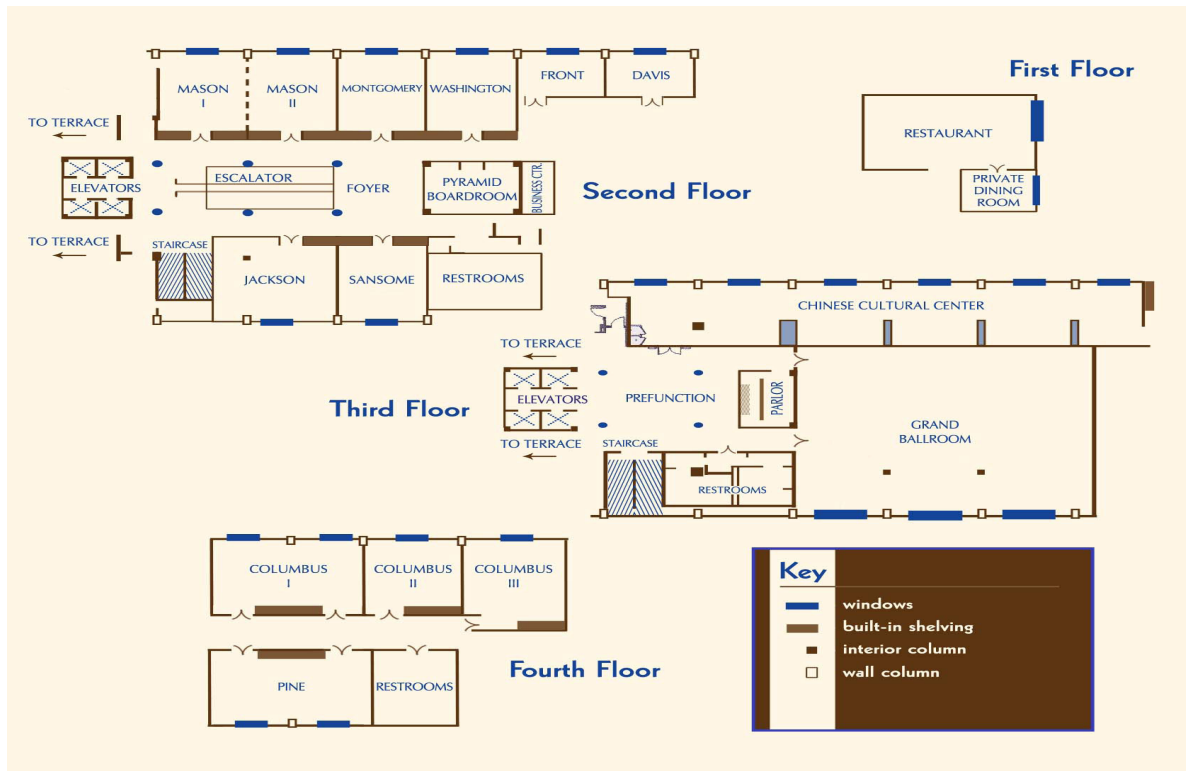 First Floor
RESTAURANT
PRIVATE
DINING
ROOM
Second Floor
MASON
I
MASON
II
MONTGOMERY
WASHINGTON
FRONT
DAVIS
TO TERRACE
ELEVATORS
ESCALATOR
FOYER
PYRAMID
BOARDROOM
BUSINESS CTR.
TO TERRACE
STAIRCASE
JACKSON
SANSOME
RESTROOMS
Third Floor
CHINESE CULTURAL CENTER
TO TERRACE
ELEVATORS
PREFUNCTION
PARLOR
GRAND
BALLROOM
TO TERRACE
STAIRCASE
RESTROOMS
Fourth Floor
COLUMBUS
I
COLUMBUS
II
COLUMBUS
III
PINE
RESTROOMS
Key
windows
built-in shelving
interior column
wall column